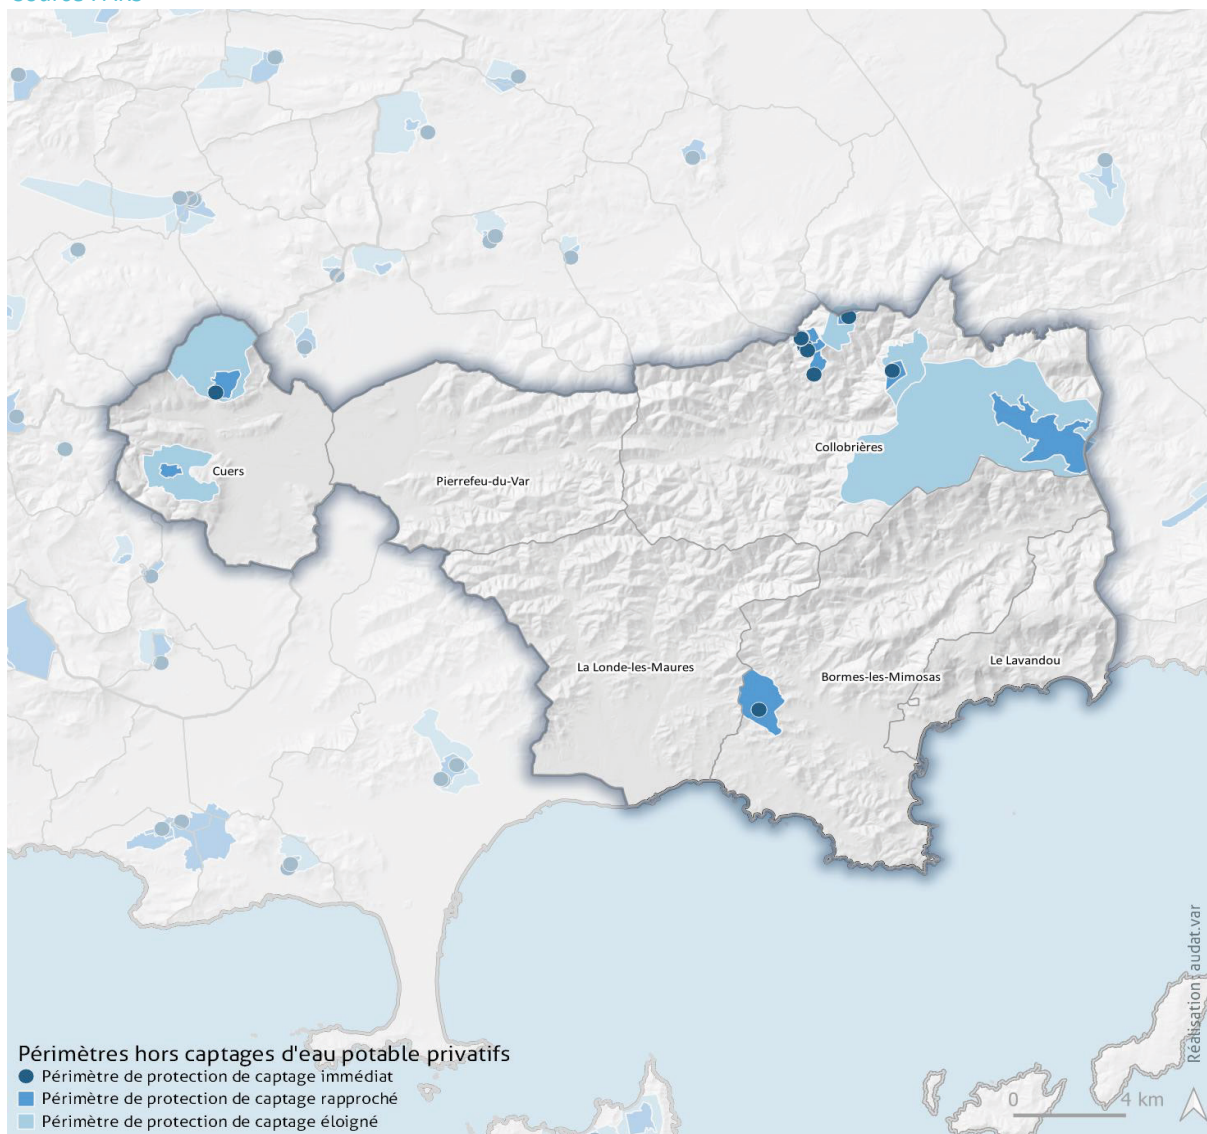 Cuers
Pierrefeu-du-Var
Collobrières
La Londe-les-Maures
Bormes-les-Mimosas
Le Lavandou
Réalisation : audat.var
Périmètres hors captages d'eau potable privatifs
Périmètre de protection de captage immédiat
Périmètre de protection de captage rapproché
Périmètre de protection de captage éloigné
0 4 km